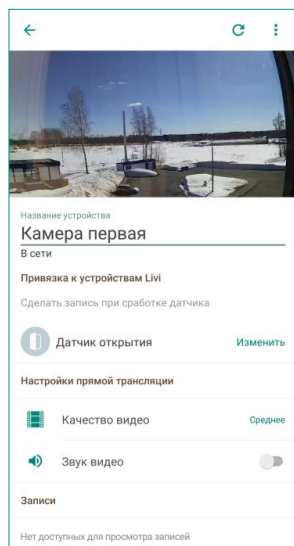 Название устройства
Камера первая
В сети
Привязка к устройствам Livi
Сделать запись при сработке датчика
Датчик открытия
Изменить
Настройки прямой трансляции
Качество видео
Среднее
Звук видео
Записи
Нет доступных для просмотра записей